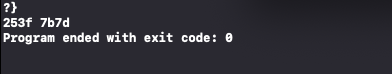 ?}
253f 7b7d
Program ended with exit code: 0